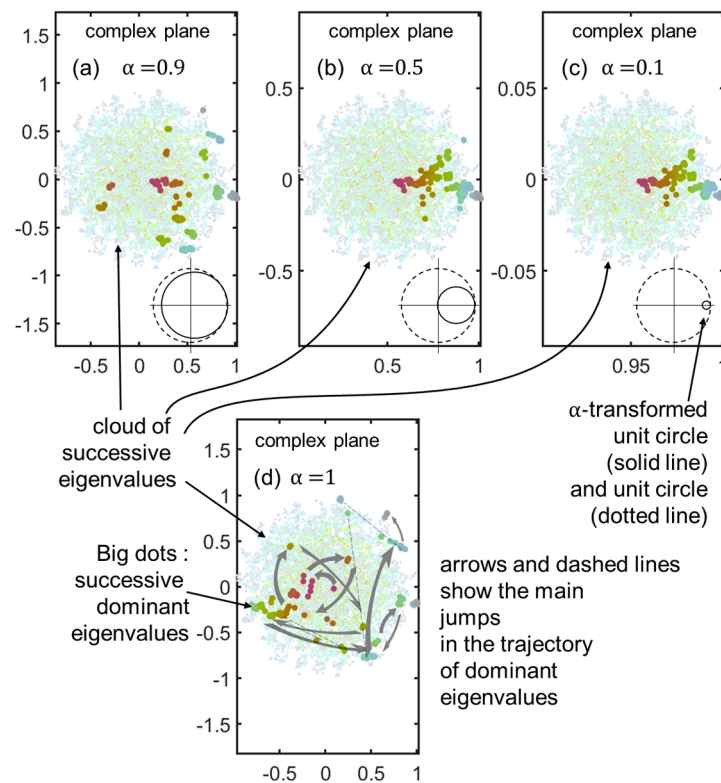 complex plane
(a) α=0.9
1.5
1
0.5
0
-0.5
-1
-1.5
-0.5
0
0.5
1
complex plane
(b) α=0.5
0.5
0
-0.5
0.5
1
complex plane
(c) α=0.1
0.05
0
-0.05
0.95
1
cloud of
successive
eigenvalues
α-transformed
unit circle
(solid line)
and unit circle
(dotted line)
complex plane
(d) α=1
1.5
1
0.5
0
-0.5
-1
-1.5
-0.5
0
0.5
1
Big dots :
successive
dominant
eigenvalues
arrows and dashed lines
show the main
jumps
in the trajectory
of dominant
eigenvalues